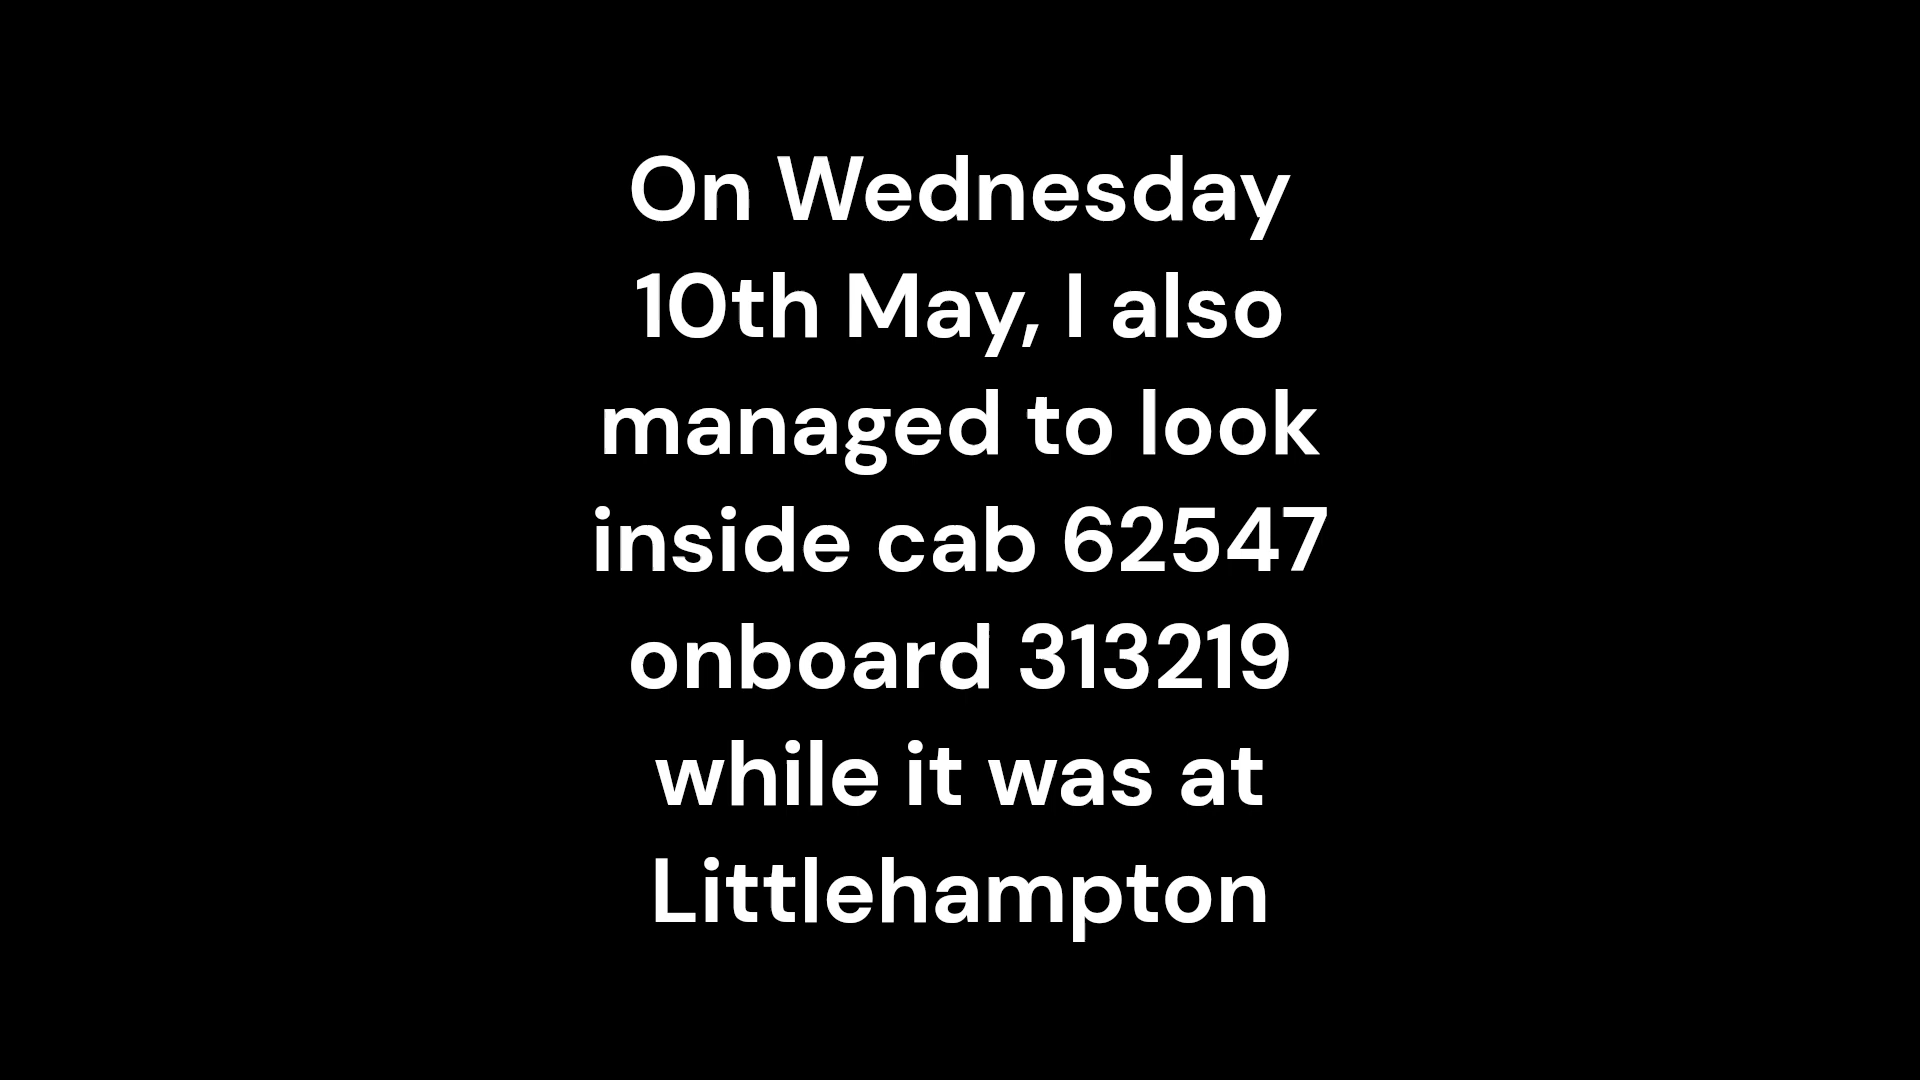 On Wednesday
10th May, I also
managed to look
inside cab 62547
onboard 313219
while it was at
Littlehampton